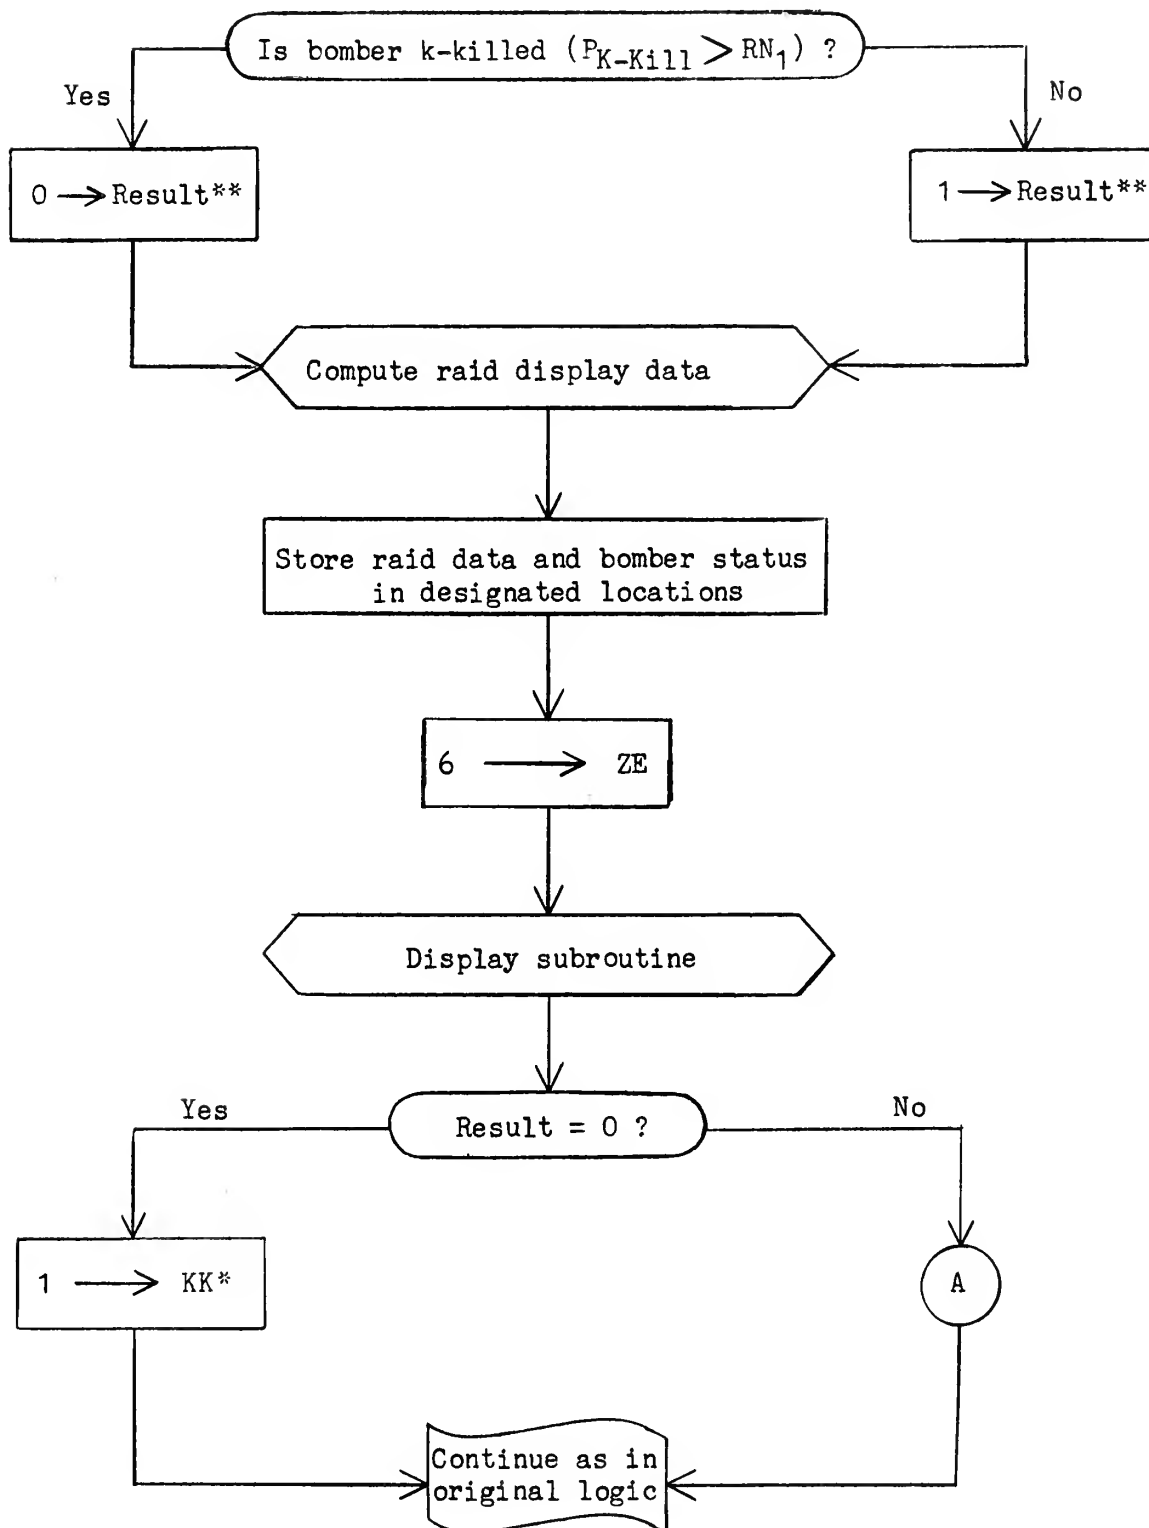 Is bomber k-killed (P_K-Kill > RN_1) ?
Yes
No
0 → Result**
1 → Result**
Compute raid display data
Store raid data and bomber status
in designated locations
6 → ZE
Display subroutine
Yes
Result = 0 ?
No
1 → KK*
A
Continue as in
original logic